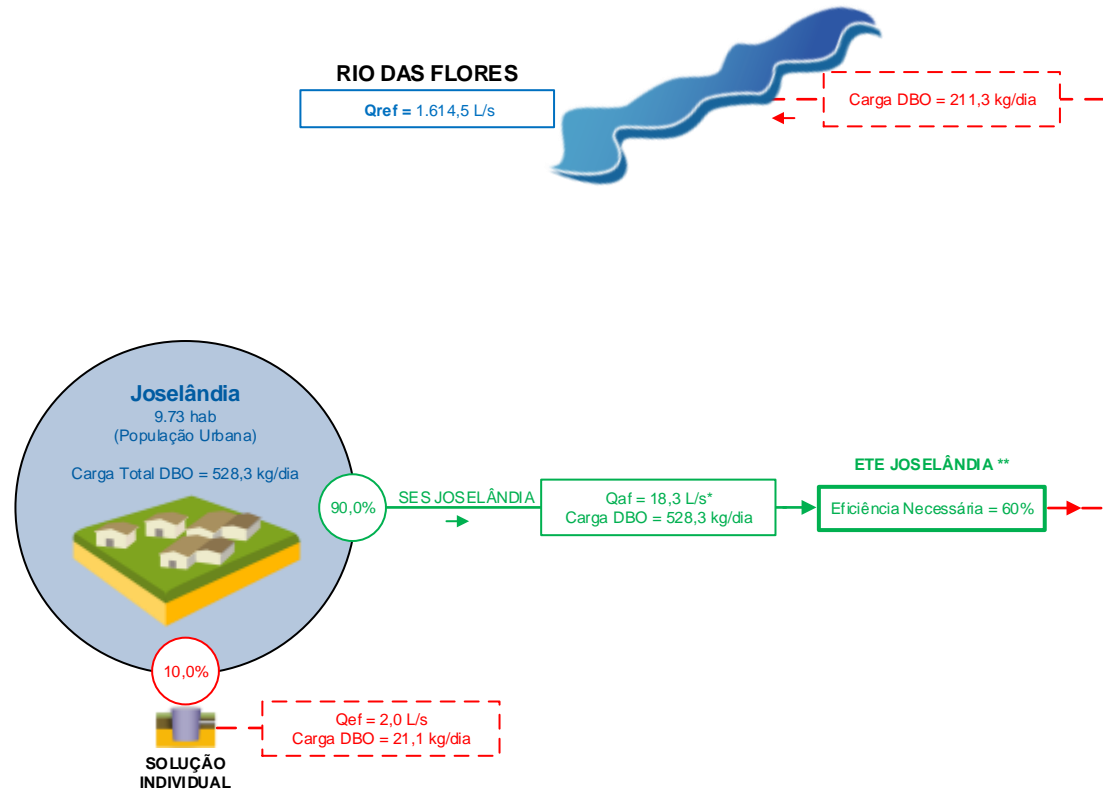 RIO DAS FLORES
Qref = 1.614,5 L/s
Carga DBO = 211,3 kg/dia
Joselândia
9.73 hab
(População Urbana)
Carga Total DBO = 528,3 kg/dia
90,0%
SES JOSELÂNDIA
Qaf = 18,3 L/s*
Carga DBO = 528,3 kg/dia
ETE JOSELÂNDIA **
Eficiência Necessária = 60%
10,0%
Qef = 2,0 L/s
Carga DBO = 21,1 kg/dia
SOLUÇÃO
INDIVIDUAL